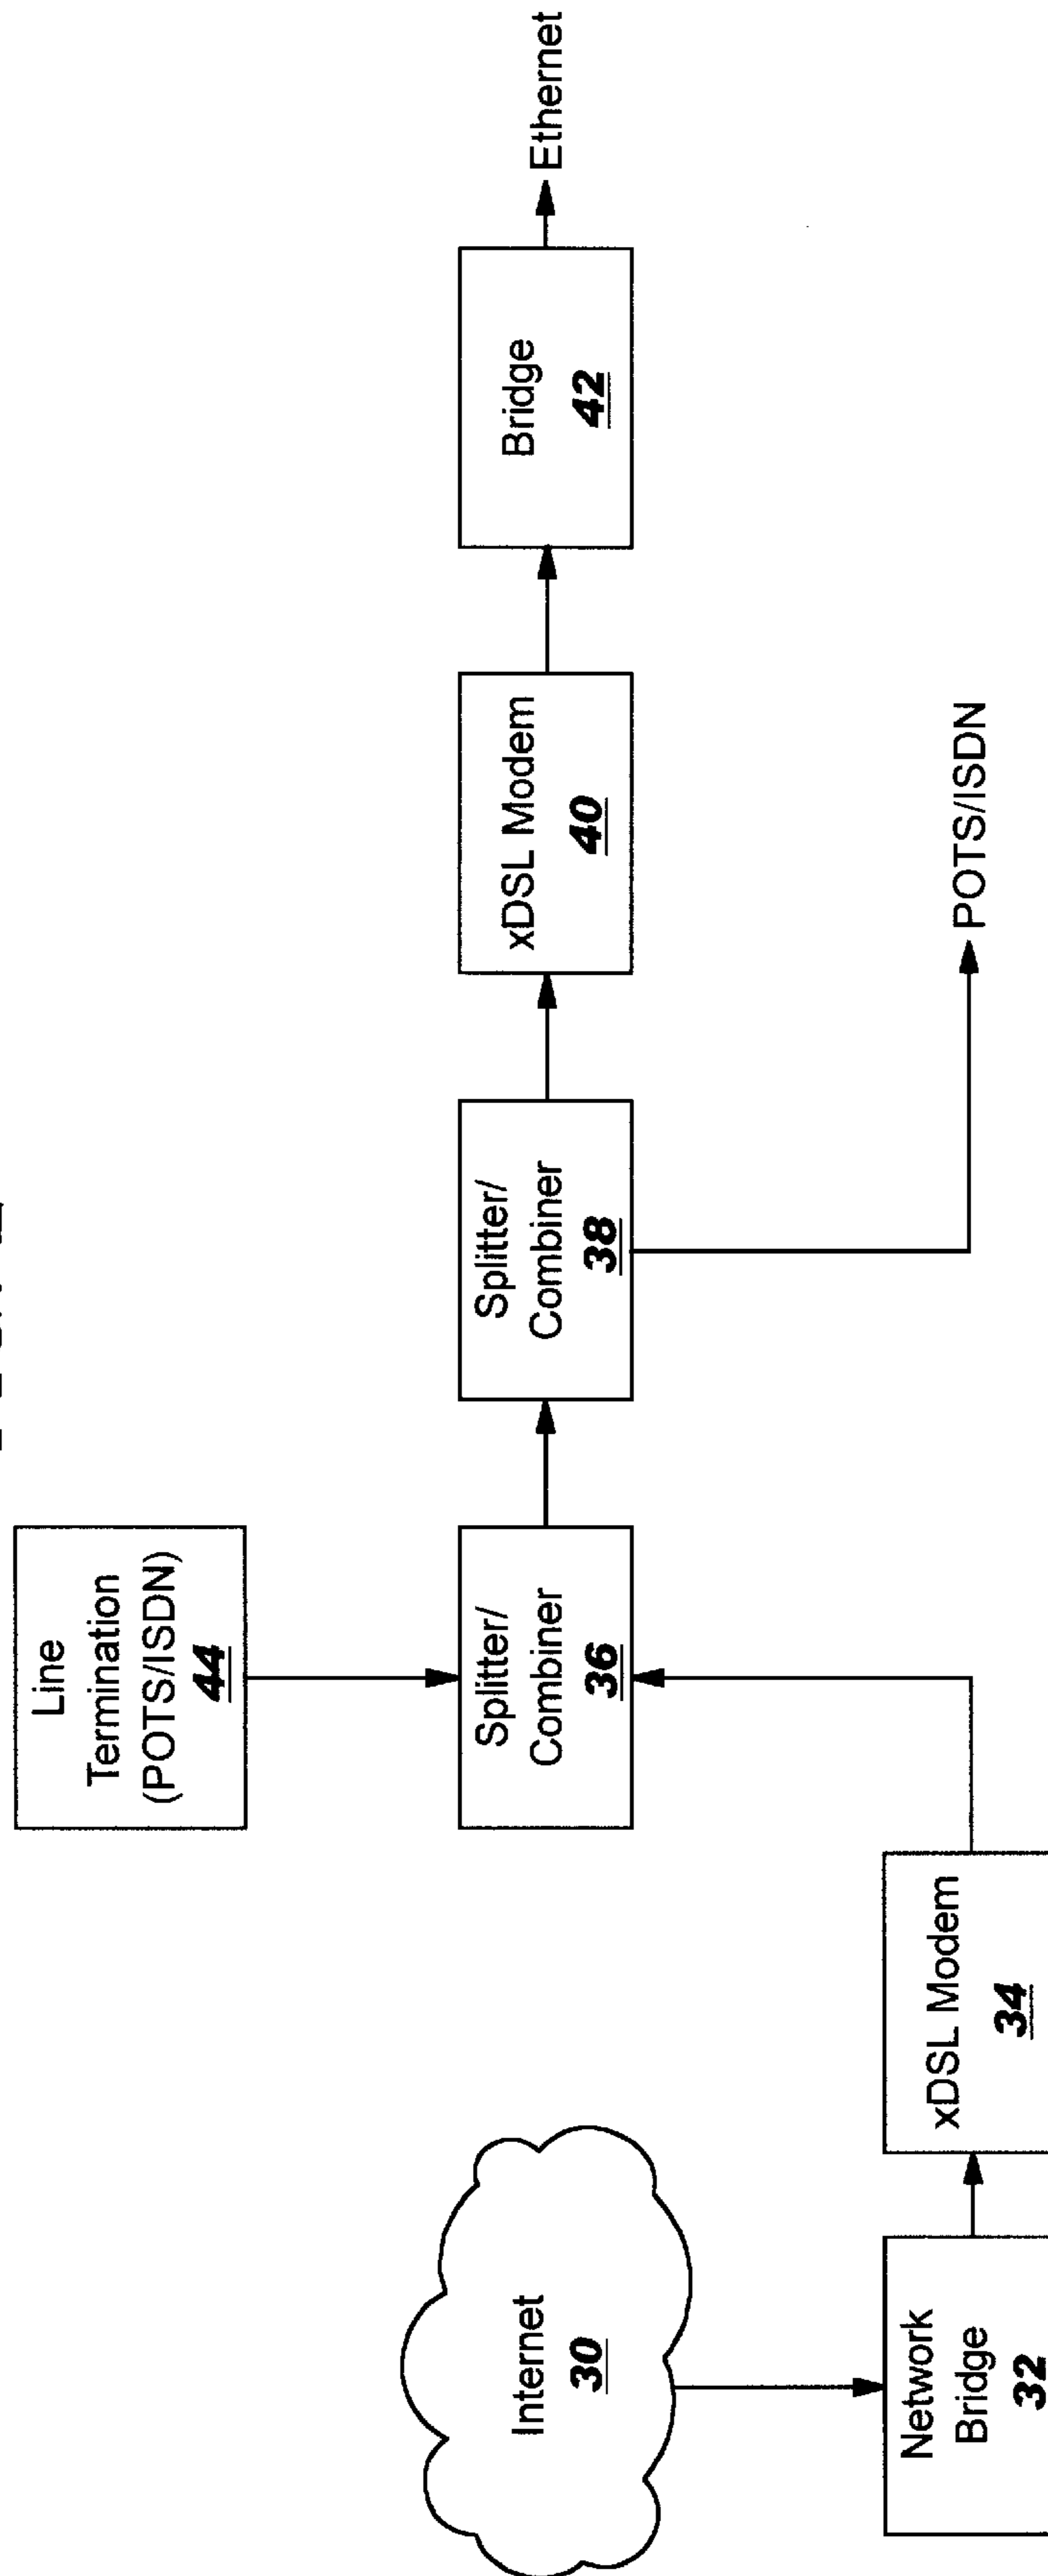 Line
Termination
(POTS/ISDN)
44
Internet
30
Network
Bridge
32
xDSL Modem
34
Splitter/
Combiner
36
Splitter/
Combiner
38
xDSL Modem
40
Bridge
42
Ethernet
POTS/ISDN